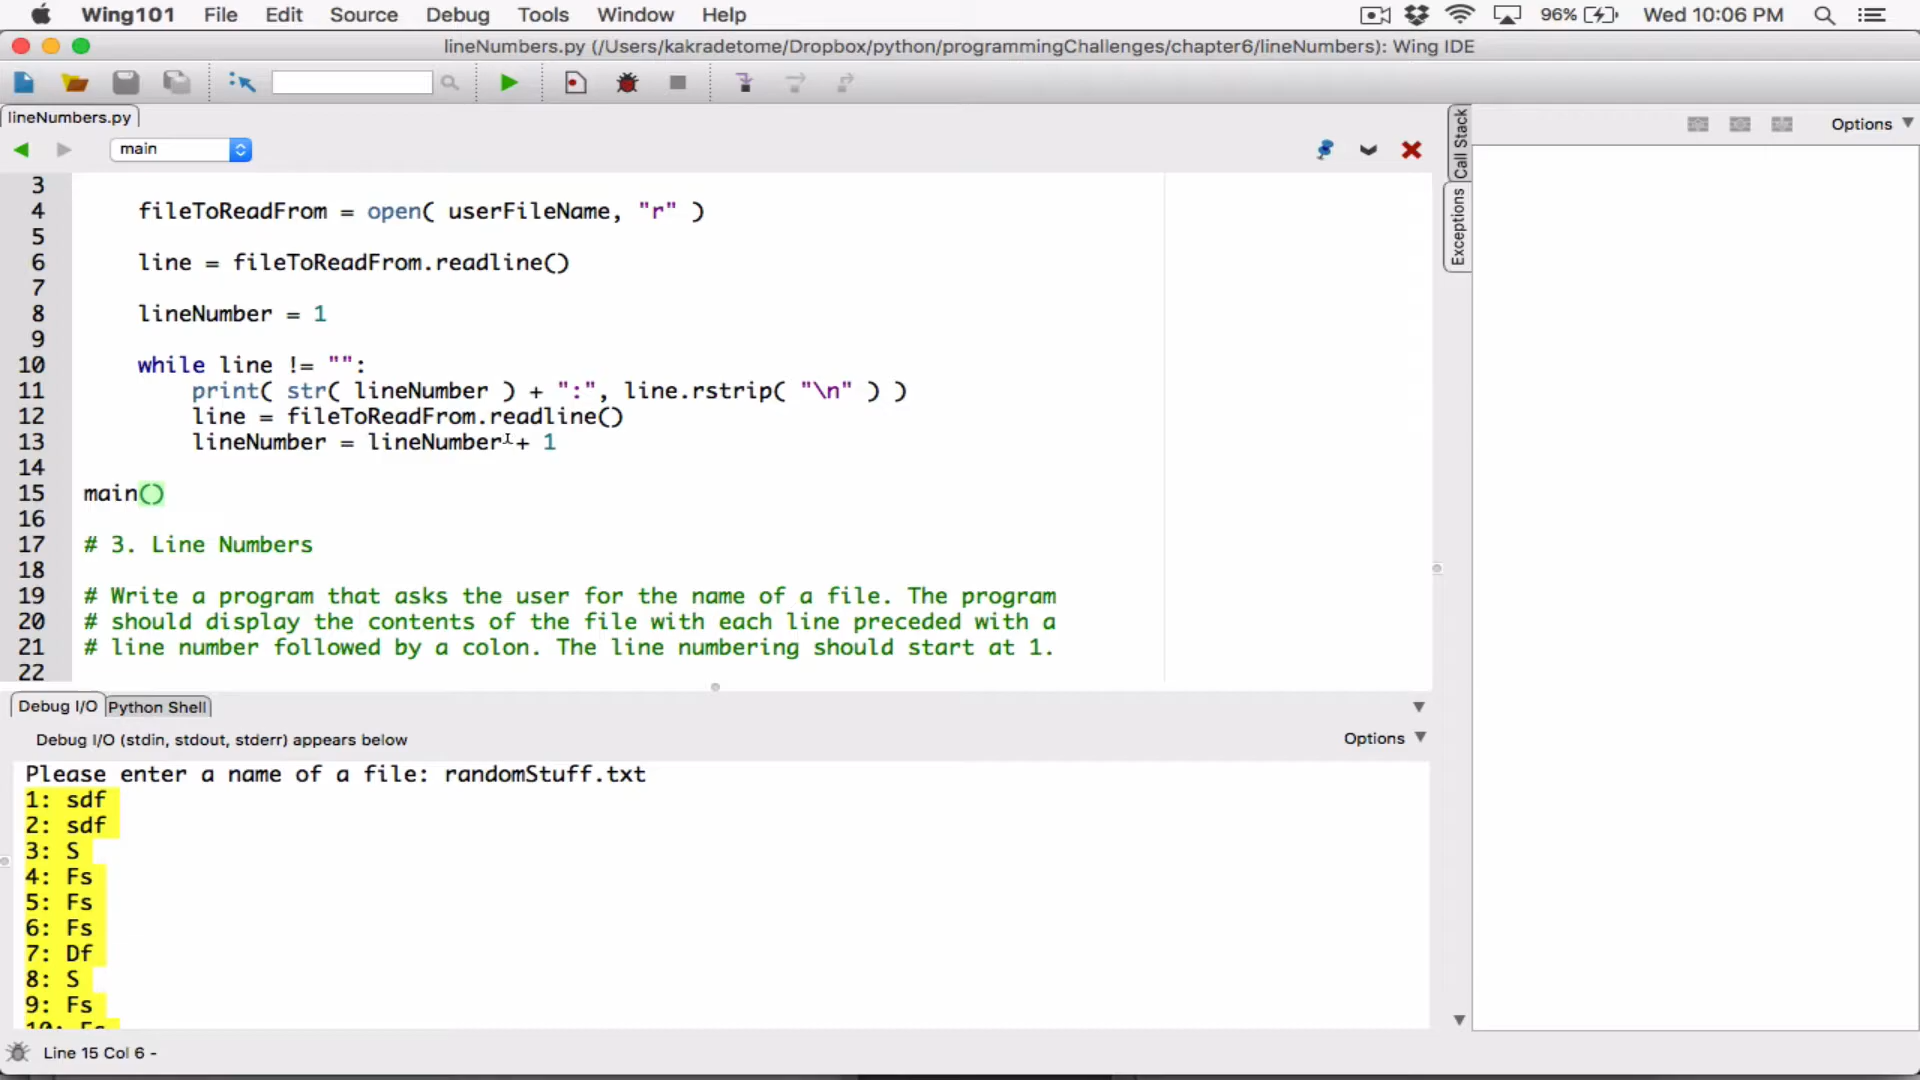 Wing101 File Edit Source Debug Tools Window Help 96% Wed 10:06 PM
lineNumbers.py (/Users/kakradetome/Dropbox/python/programmingChallenges/chapter6/lineNumbers): Wing IDE
lineNumbers.py
main
Options
Call Stack
Exceptions
3
4 fileToReadFrom = open( userFileName, "r" )
5
6 line = fileToReadFrom.readline()
7
8 lineNumber = 1
9
10 while line != "":
11 print( str( lineNumber ) + ":", line.rstrip( "\n" ) )
12 line = fileToReadFrom.readline()
13 lineNumber = lineNumber + 1
14
15 main()
16
17 # 3. Line Numbers
18
19 # Write a program that asks the user for the name of a file. The program
20 # should display the contents of the file with each line preceded with a
21 # line number followed by a colon. The line numbering should start at 1.
22
Debug I/O Python Shell
Debug I/O (stdin, stdout, stderr) appears below Options
Please enter a name of a file: randomStuff.txt
1: sdf
2: sdf
3: S
4: Fs
5: Fs
6: Fs
7: Df
8: S
9: Fs
10: Fs
Line 15 Col 6 -